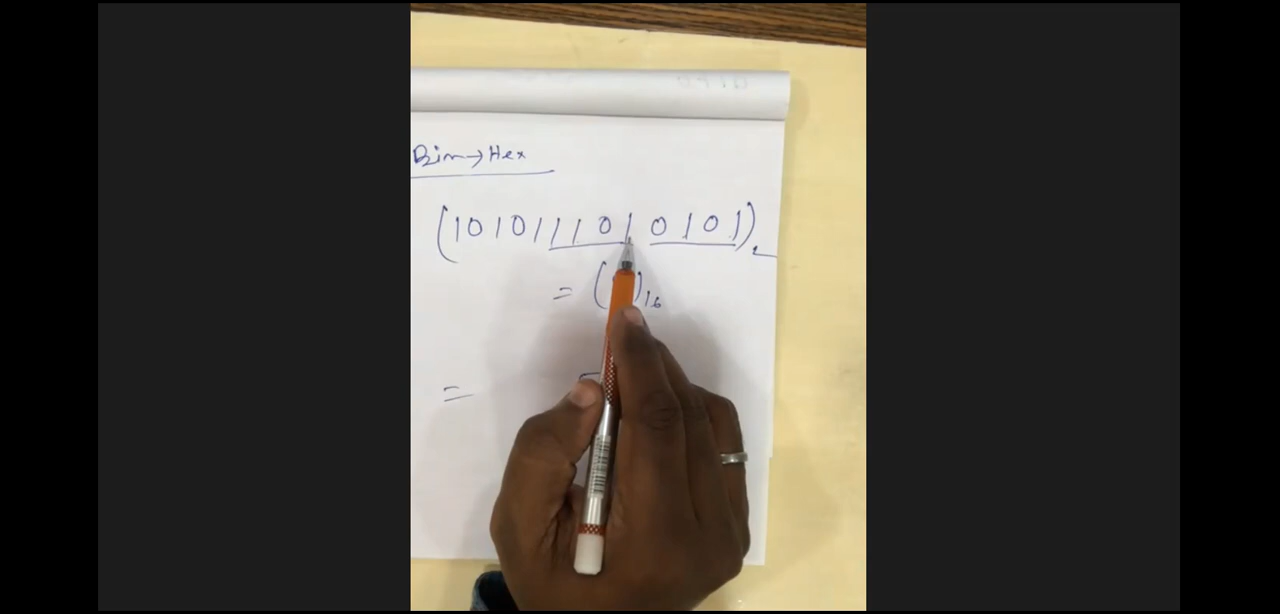 Bin→Hex
(1010111010101)₂
= ( )₁₆
=